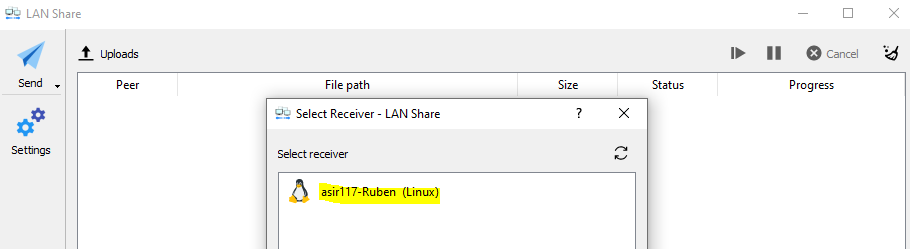 LAN Share
Send
Settings
Uploads
Cancel
Peer File path Size Status Progress
Select Receiver - LAN Share ?
Select receiver
asir117-Ruben (Linux)